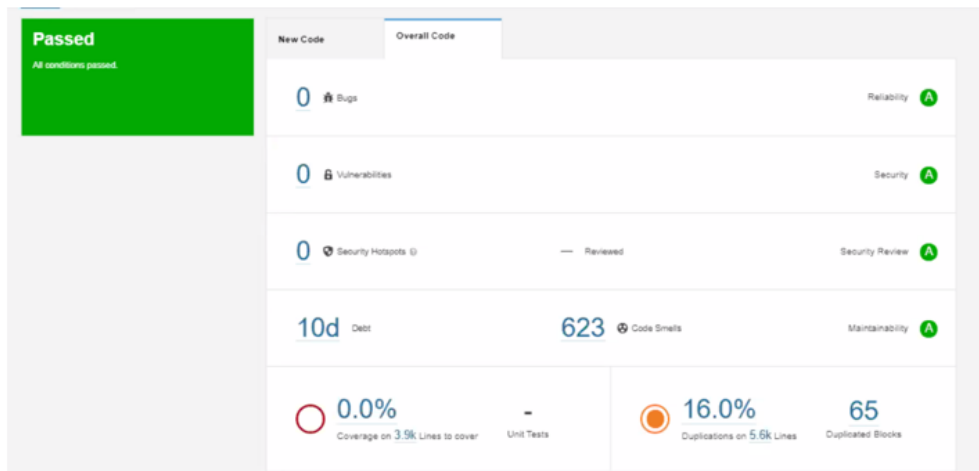 Passed
All conditions passed.
New Code
Overall Code
0 Bugs
Reliability A
0 Vulnerabilities
Security A
0 Security Hotspots
— Reviewed
Security Review A
10d Debt
623 Code Smells
Maintainability A
0.0%
Coverage on 3.9k Lines to cover
-
Unit Tests
16.0%
Duplications on 5.6k Lines
65
Duplicated Blocks